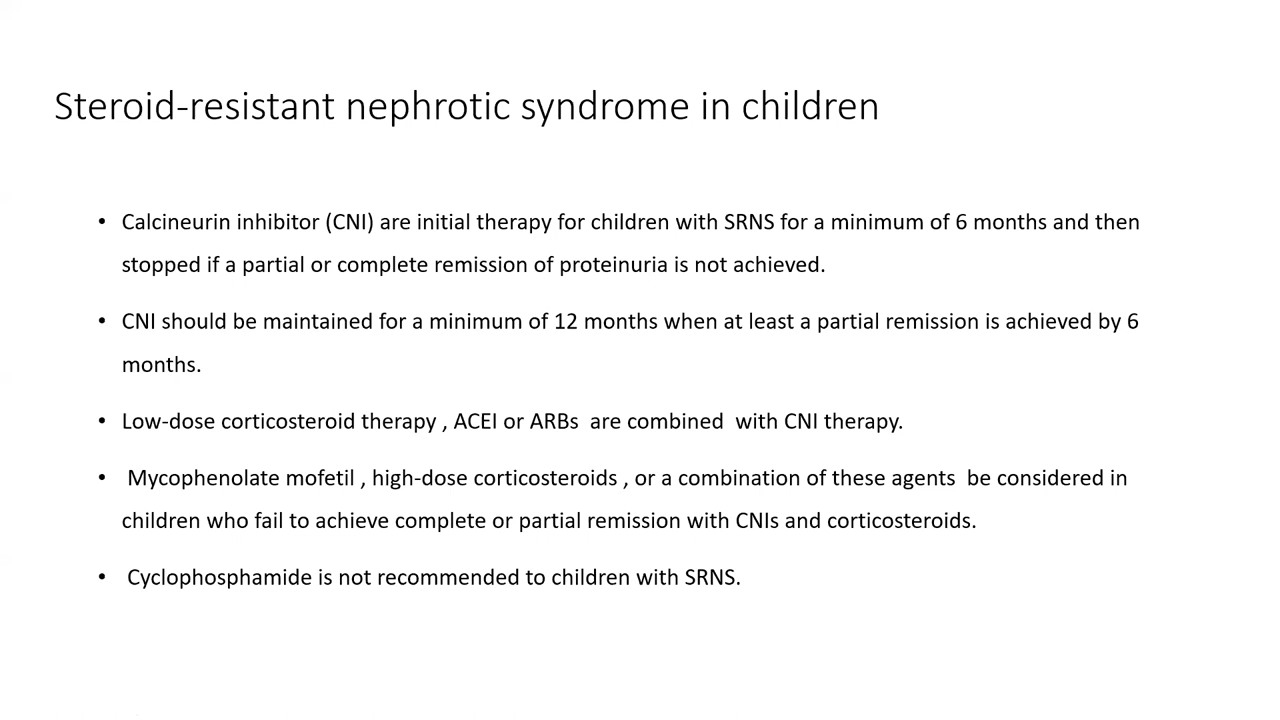 Steroid-resistant nephrotic syndrome in children
• Calcineurin inhibitor (CNI) are initial therapy for children with SRNS for a minimum of 6 months and then
stopped if a partial or complete remission of proteinuria is not achieved.
• CNI should be maintained for a minimum of 12 months when at least a partial remission is achieved by 6
months.
• Low-dose corticosteroid therapy , ACEI or ARBs  are combined  with CNI therapy.
•  Mycophenolate mofetil , high-dose corticosteroids , or a combination of these agents  be considered in
children who fail to achieve complete or partial remission with CNIs and corticosteroids.
•  Cyclophosphamide is not recommended to children with SRNS.